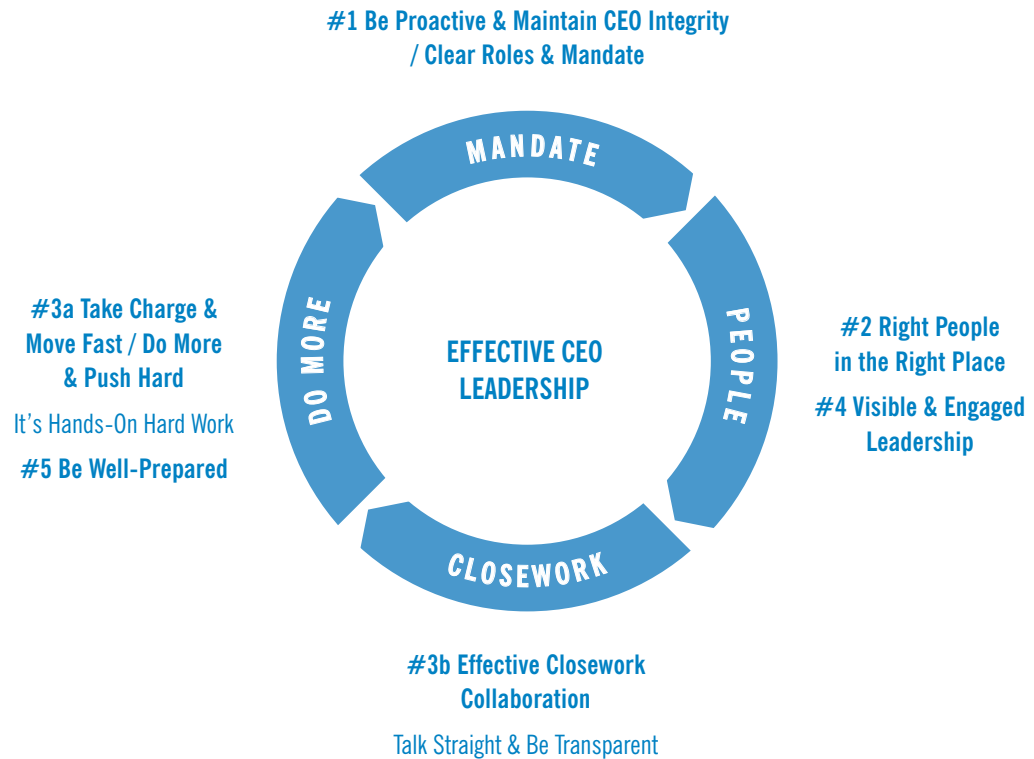 #1 Be Proactive & Maintain CEO Integrity
/ Clear Roles & Mandate
MANDATE
PEOPLE
#2 Right People
in the Right Place
#4 Visible & Engaged
Leadership
CLOSEWORK
#3b Effective Closework
Collaboration
Talk Straight & Be Transparent
DO MORE
#3a Take Charge &
Move Fast / Do More
& Push Hard
It's Hands-On Hard Work
#5 Be Well-Prepared
EFFECTIVE CEO
LEADERSHIP